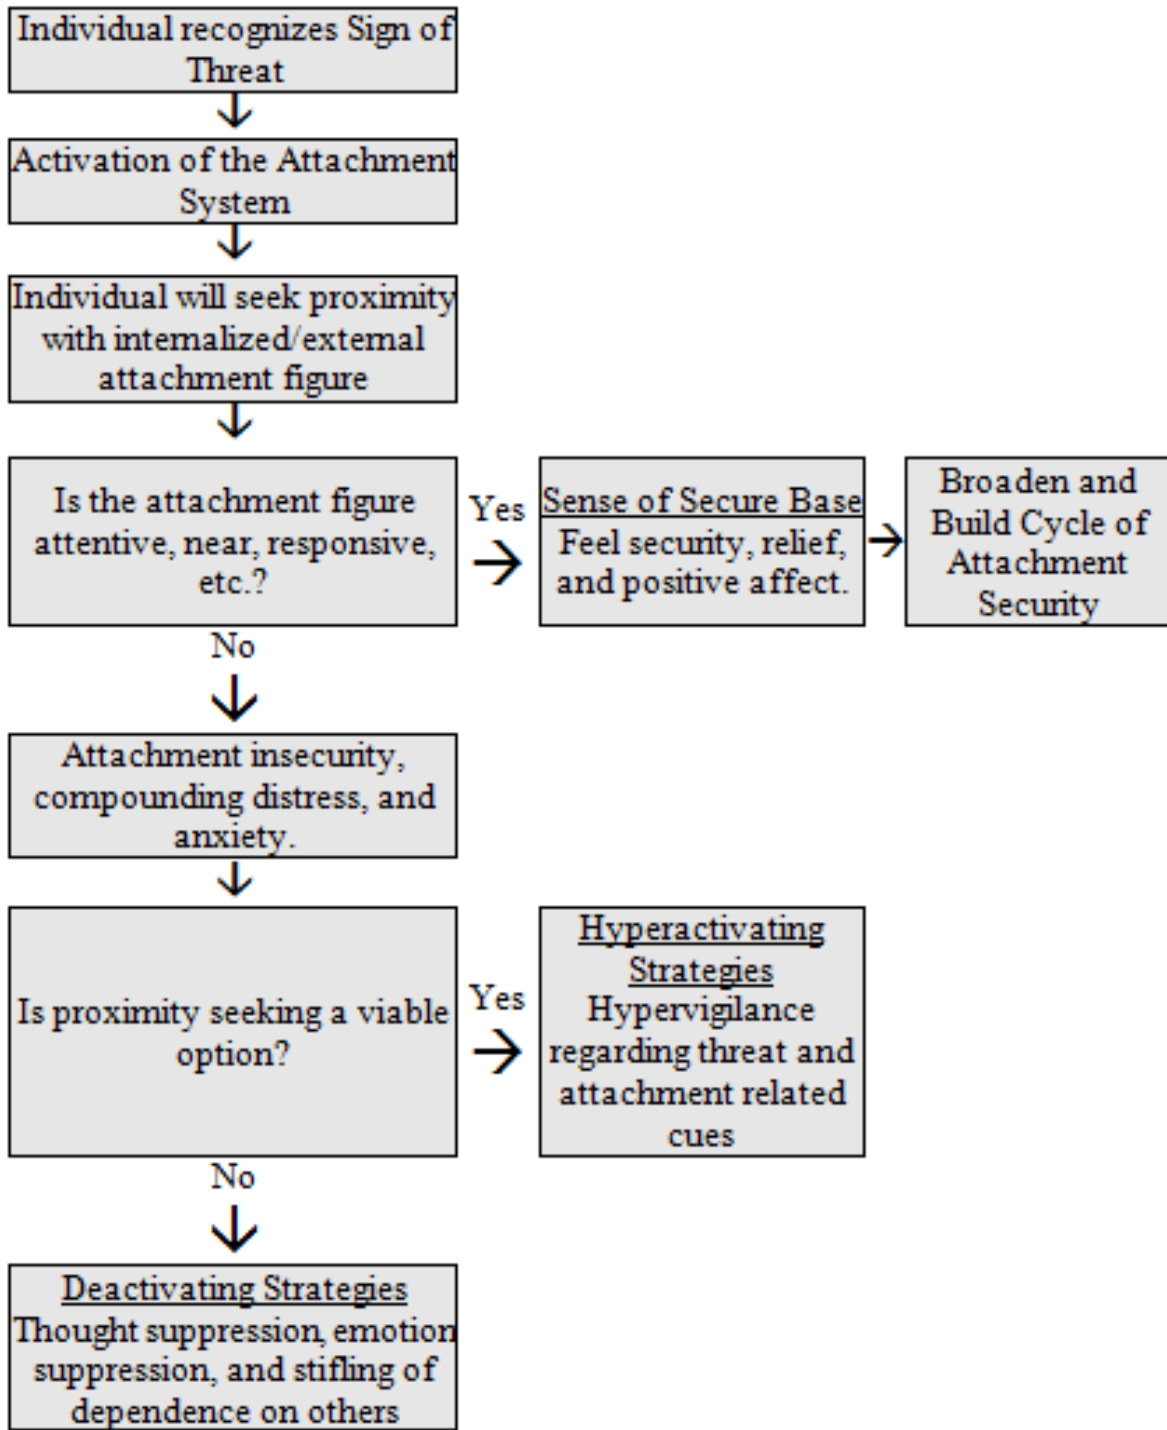 Individual recognizes Sign of
Threat
Activation of the Attachment
System
Individual will seek proximity
with internalized/external
attachment figure
Is the attachment figure
attentive, near, responsive,
etc.?
Yes
Sense of Secure Base
Feel security, relief,
and positive affect.
Broaden and
Build Cycle of
Attachment
Security
No
Attachment insecurity,
compounding distress, and
anxiety.
Is proximity seeking a viable
option?
Yes
Hyperactivating
Strategies
Hypervigilance
regarding threat and
attachment related
cues
No
Deactivating Strategies
Thought suppression, emotion
suppression, and stifling of
dependence on others